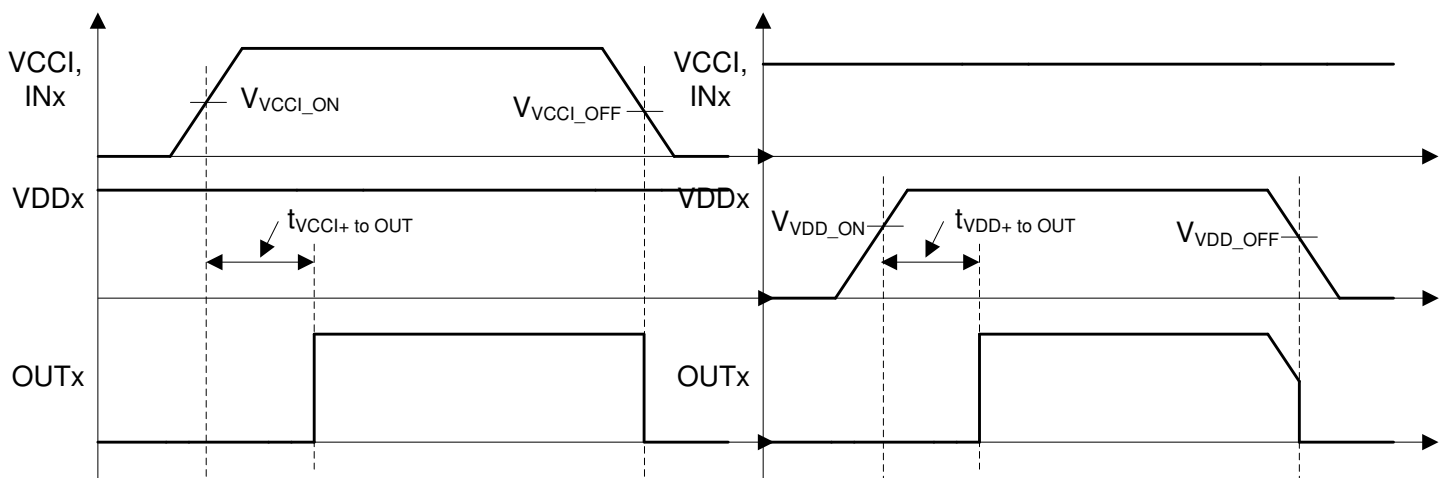 VCCI,
INx
VVCCI_ON
VVCCI_OFF
VDDx
tVCCI+ to OUT
OUTx
VCCI,
INx
VDDx
VVDD_ON
tVDD+ to OUT
VVDD_OFF
OUTx